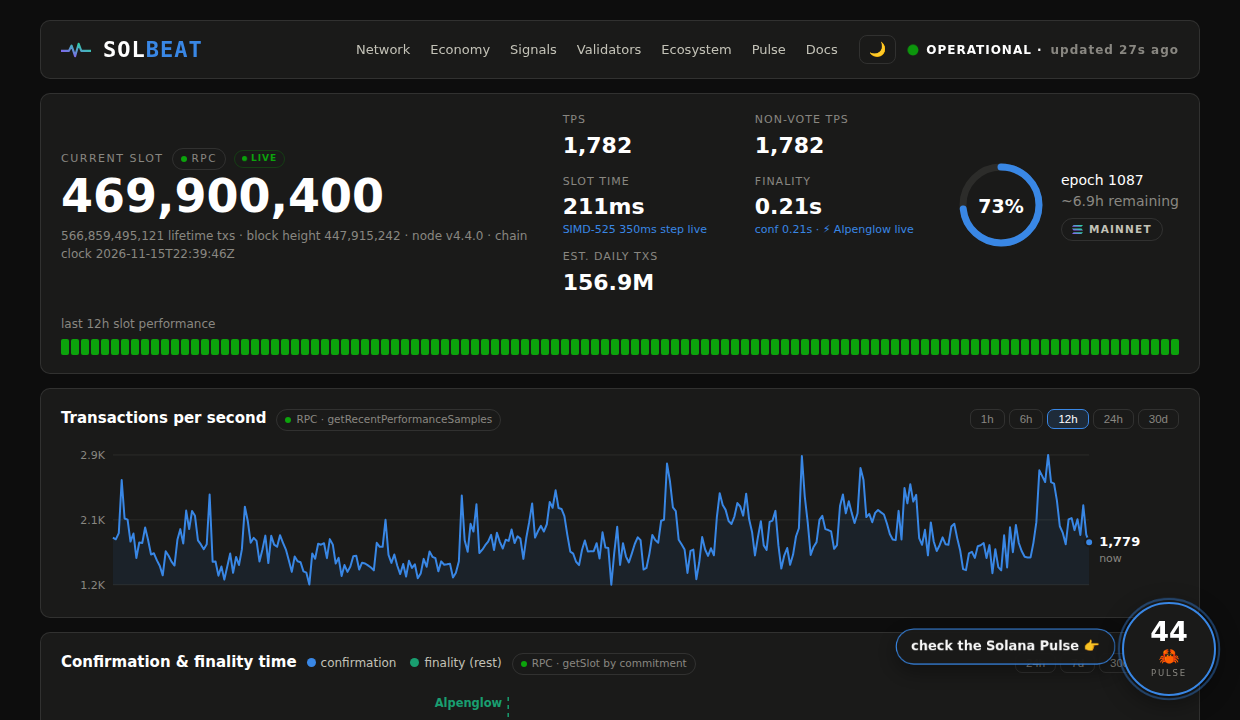 SOLBEAT
Network Economy Signals Validators Ecosystem Pulse Docs
OPERATIONAL · updated 27s ago
CURRENT SLOT RPC LIVE
469,900,400
566,859,495,121 lifetime txs · block height 447,915,242 · node v4.4.0 · chain
clock 2026-11-15T22:39:46Z
TPS
1,782
NON-VOTE TPS
1,782
SLOT TIME
211ms
SIMD-525 350ms step live
FINALITY
0.21s
conf 0.21s · ⚡ Alpenglow live
EST. DAILY TXS
156.9M
73%
epoch 1087
~6.9h remaining
MAINNET
last 12h slot performance
Transactions per second RPC · getRecentPerformanceSamples
1h 6h 12h 24h 30d
2.9K
2.1K
1.2K
1,779
now
Confirmation & finality time confirmation finality (rest) RPC · getSlot by commitment
check the Solana Pulse 👉
44
PULSE
Alpenglow